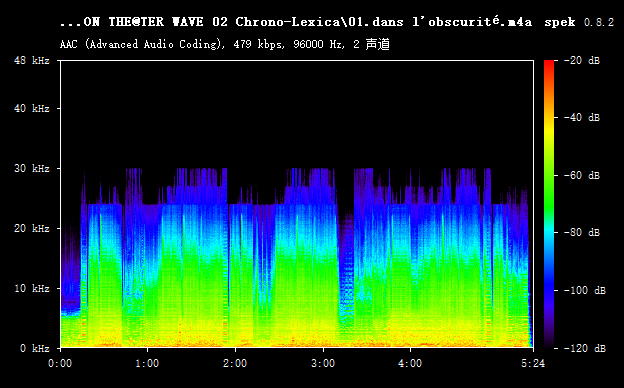 ...ON THE@TER WAVE 02 Chrono-Lexica\01.dans l'obscurité.m4a spek 0.8.2
AAC (Advanced Audio Coding), 479 kbps, 96000 Hz, 2 声道
48 kHz
40 kHz
30 kHz
20 kHz
10 kHz
0 kHz
0:00 1:00 2:00 3:00 4:00 5:24
-20 dB
-40 dB
-60 dB
-80 dB
-100 dB
-120 dB